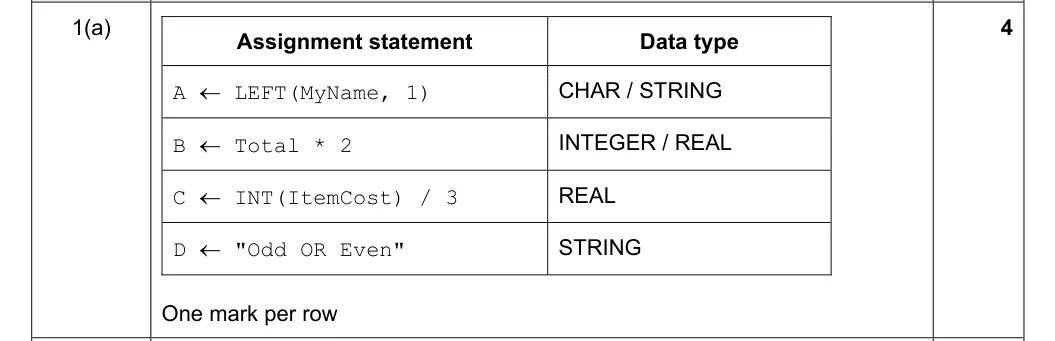 1(a)
Assignment statement Data type 4
A ← LEFT(MyName, 1) CHAR / STRING
B ← Total * 2 INTEGER / REAL
C ← INT(ItemCost) / 3 REAL
D ← "Odd OR Even" STRING
One mark per row